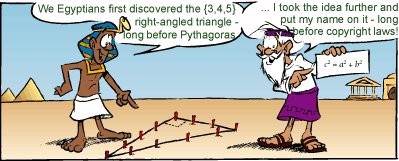 We Egyptians first discovered the {3,4,5}
right-angled triangle -
long before Pythagoras
... I took the idea further and
put my name on it - long
before copyright laws!
c² = a² + b²